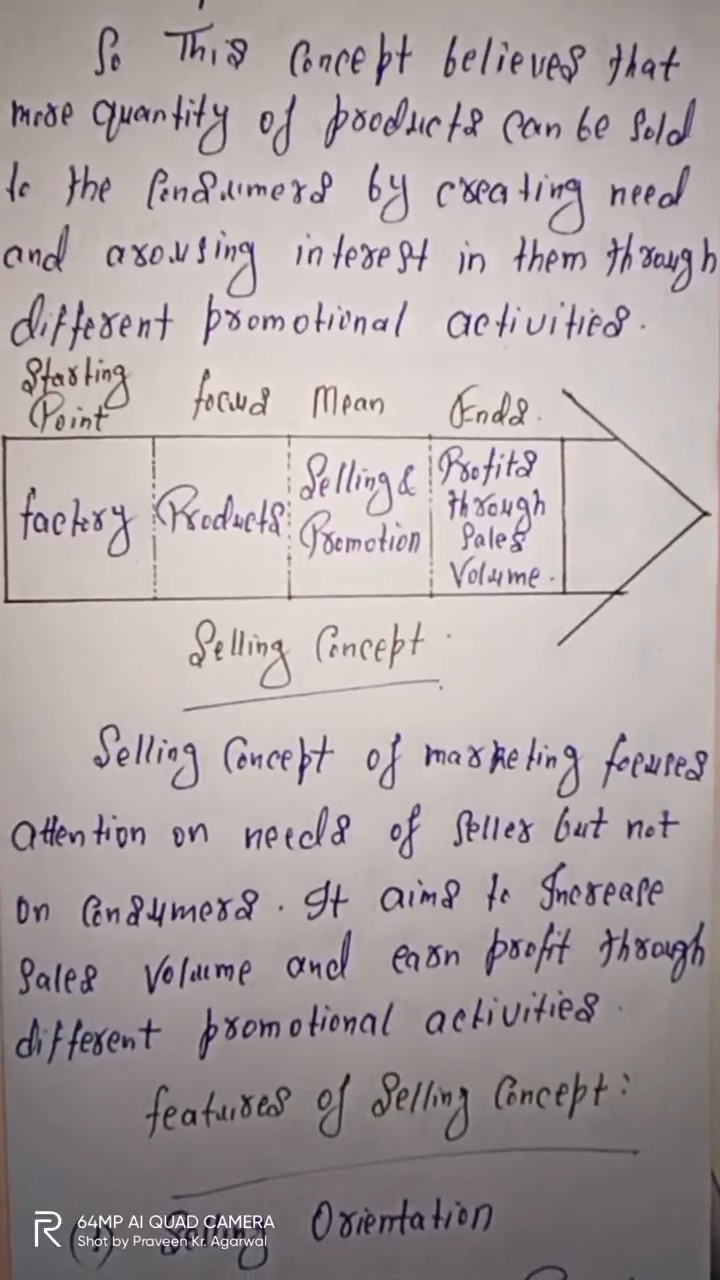 So This Concept believes that
more quantity of products can be sold
to the Consumers by creating need
and arousing interest in them through
different promotional activities.
Starting Point focus Mean Ends.
factory Products Selling & Promotion Profits through Sales Volume.
Selling Concept.
Selling Concept of marketing focuses
attention on needs of seller but not
on Consumers. It aims to Increase
Sales Volume and earn profit through
different promotional activities.
features of Selling Concept:
(1) Selling Orientation
64MP AI QUAD CAMERA
Shot by Praveen Kr. Agarwal